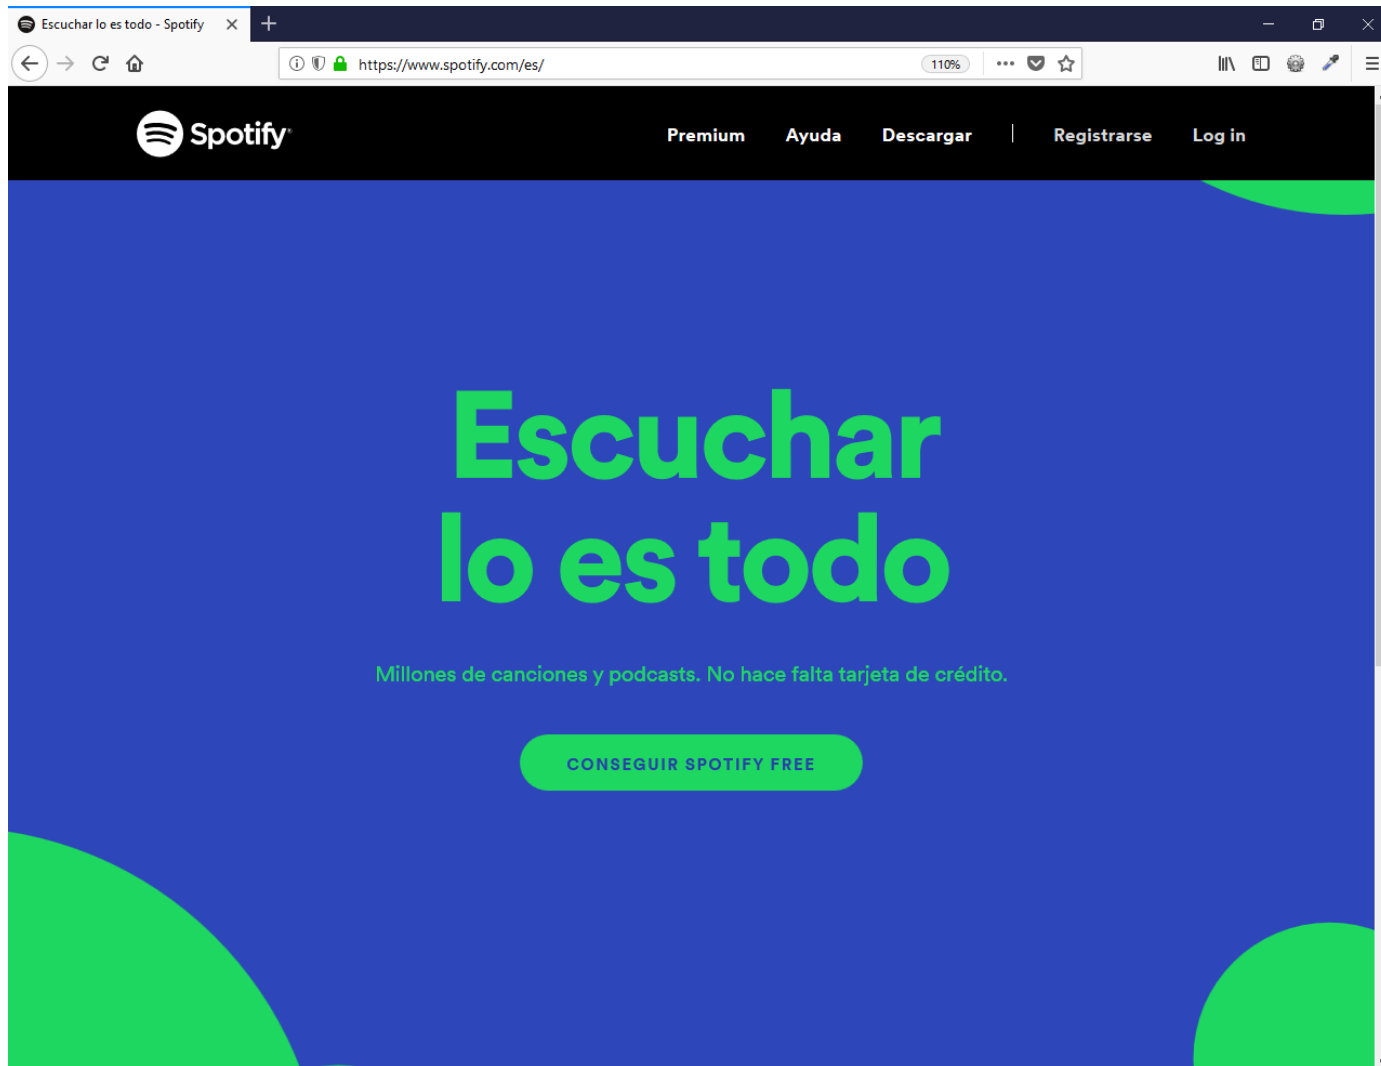 Escuchar lo es todo - Spotify
https://www.spotify.com/es/
110%
Spotify
Premium
Ayuda
Descargar
Registrarse
Log in
Escuchar
lo es todo
Millones de canciones y podcasts. No hace falta tarjeta de crédito.
CONSEGUIR SPOTIFY FREE